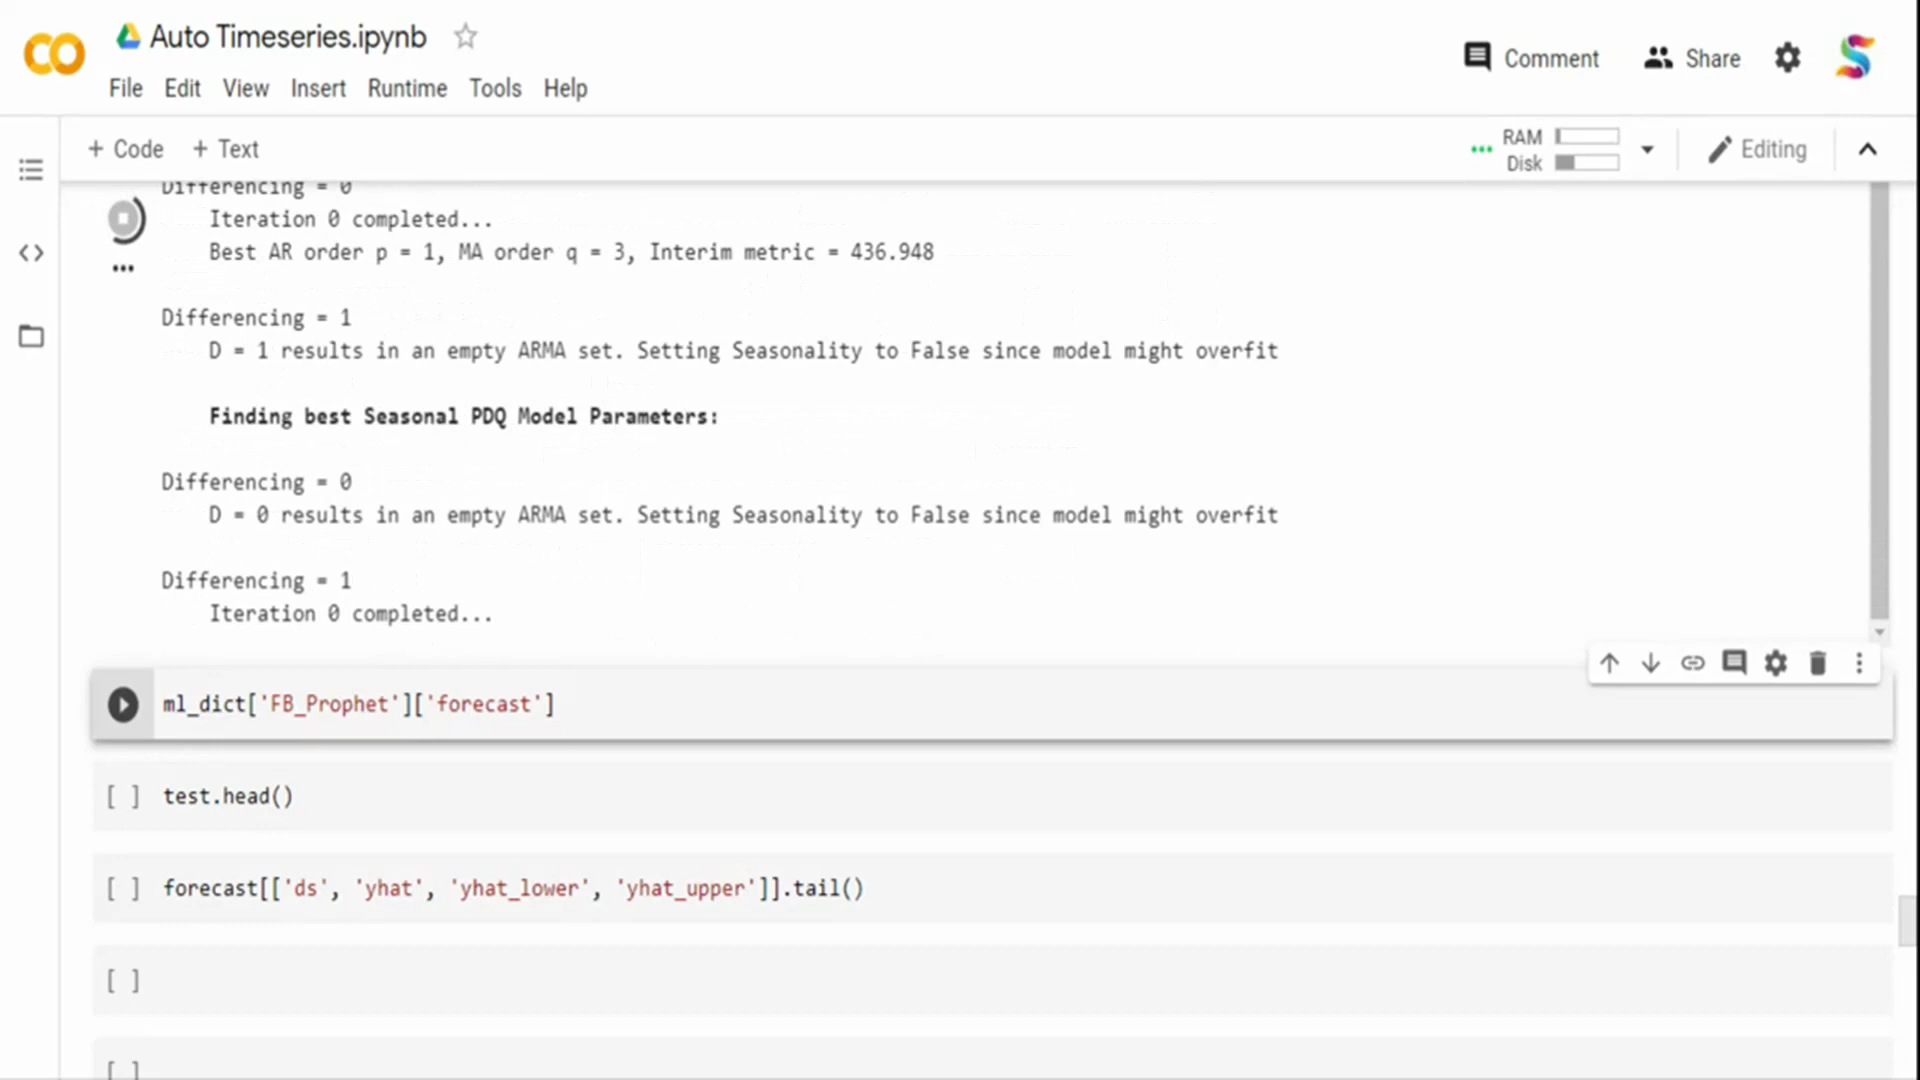 Auto Timeseries.ipynb
File Edit View Insert Runtime Tools Help
Comment Share
+ Code + Text
RAM
Disk
Editing
Differencing = 0
Iteration 0 completed...
Best AR order p = 1, MA order q = 3, Interim metric = 436.948
Differencing = 1
D = 1 results in an empty ARMA set. Setting Seasonality to False since model might overfit
Finding best Seasonal PDQ Model Parameters:
Differencing = 0
D = 0 results in an empty ARMA set. Setting Seasonality to False since model might overfit
Differencing = 1
Iteration 0 completed...
ml_dict['FB_Prophet']['forecast']
[ ] test.head()
[ ] forecast[['ds', 'yhat', 'yhat_lower', 'yhat_upper']].tail()
[ ]
[ ]